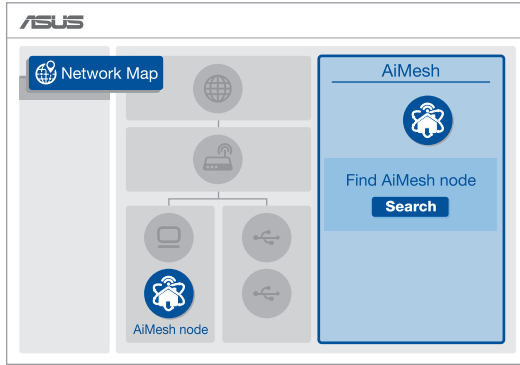 ASUS
Network Map
AiMesh
Find AiMesh node
Search
AiMesh node